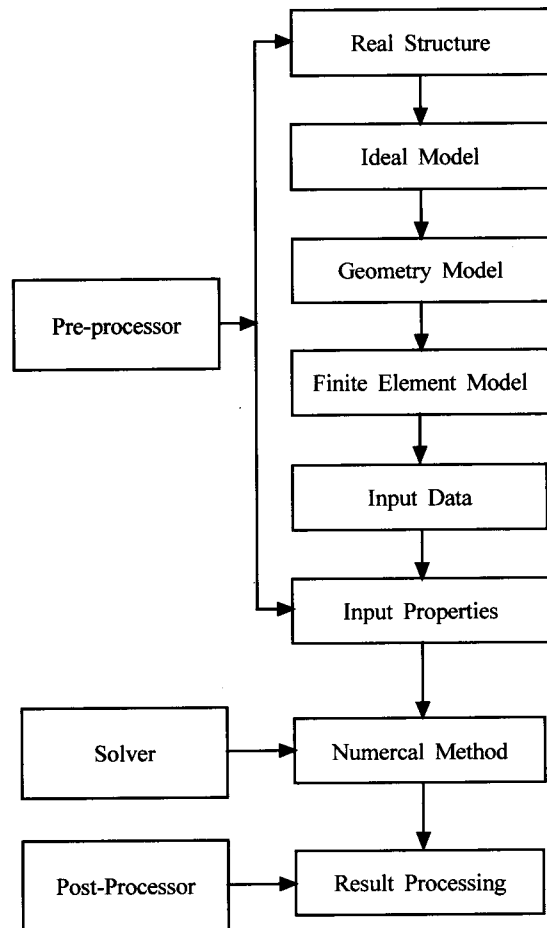 Real Structure
Ideal Model
Geometry Model
Pre-processor
Finite Element Model
Input Data
Input Properties
Solver
Numercal Method
Post-Processor
Result Processing